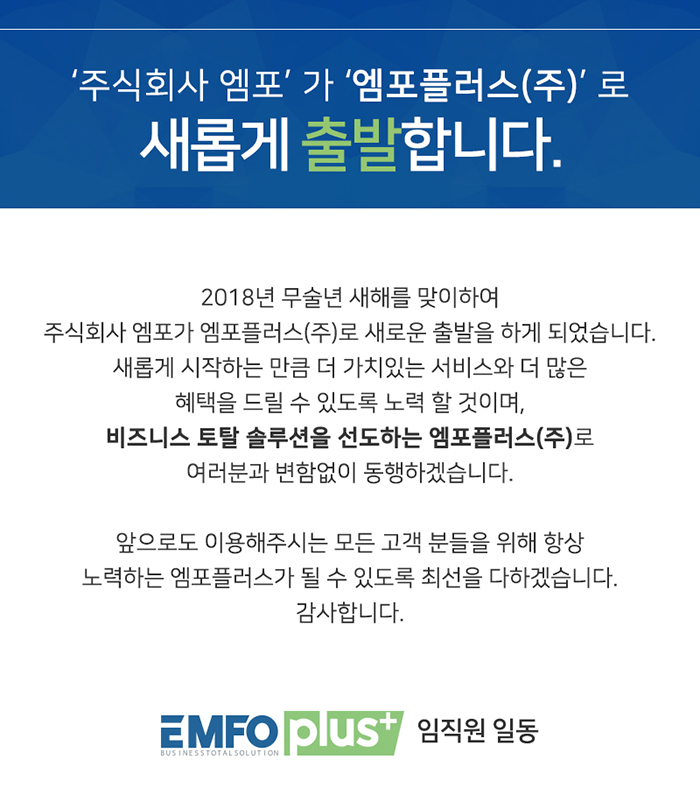 ‘주식회사 엠포’ 가 ‘엠포플러스(주)’ 로
새롭게 출발합니다.
2018년 무술년 새해를 맞이하여
주식회사 엠포가 엠포플러스(주)로 새로운 출발을 하게 되었습니다.
새롭게 시작하는 만큼 더 가치있는 서비스와 더 많은
혜택을 드릴 수 있도록 노력 할 것이며,
비즈니스 토탈 솔루션을 선도하는 엠포플러스(주)로
여러분과 변함없이 동행하겠습니다.
앞으로도 이용해주시는 모든 고객 분들을 위해 항상
노력하는 엠포플러스가 될 수 있도록 최선을 다하겠습니다.
감사합니다.
EMFO plus+ 임직원 일동
BUSINESS TOTAL SOLUTION